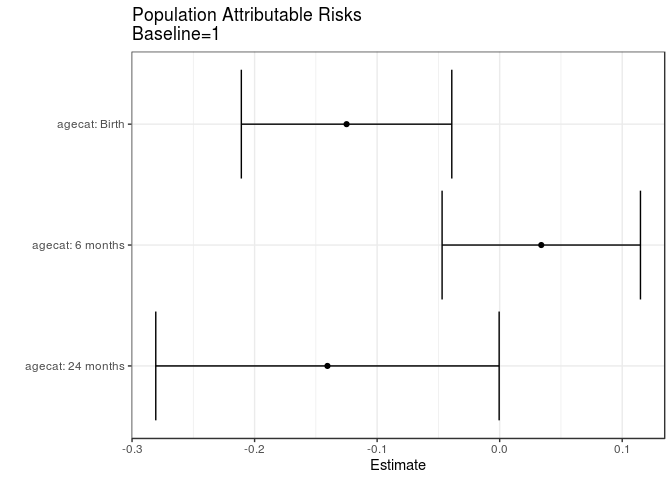 Population Attributable Risks
Baseline=1
agecat: Birth
agecat: 6 months
agecat: 24 months
-0.3 -0.2 -0.1 0.0 0.1
Estimate